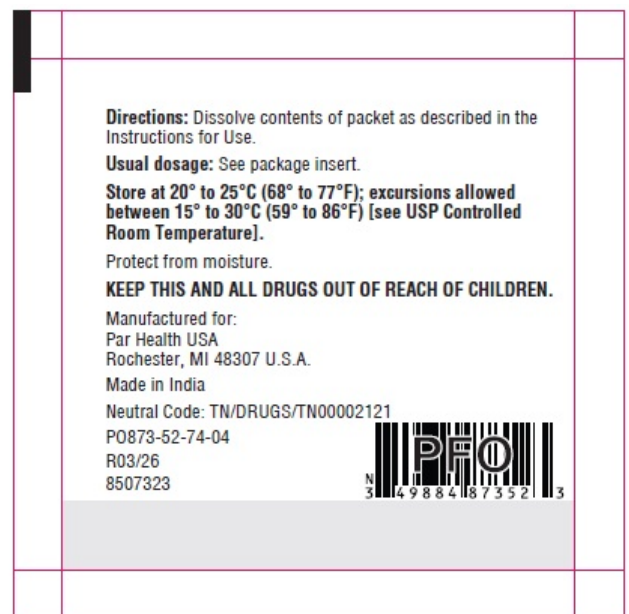 Directions: Dissolve contents of packet as described in the
Instructions for Use.
Usual dosage: See package insert.
Store at 20° to 25°C (68° to 77°F); excursions allowed
between 15° to 30°C (59° to 86°F) [see USP Controlled
Room Temperature].
Protect from moisture.
KEEP THIS AND ALL DRUGS OUT OF REACH OF CHILDREN.
Manufactured for:
Par Health USA
Rochester, MI 48307 U.S.A.
Made in India
Neutral Code: TN/DRUGS/TN00002121
PO873-52-74-04
R03/26
8507323
PFO
N
3 49884 87352 3